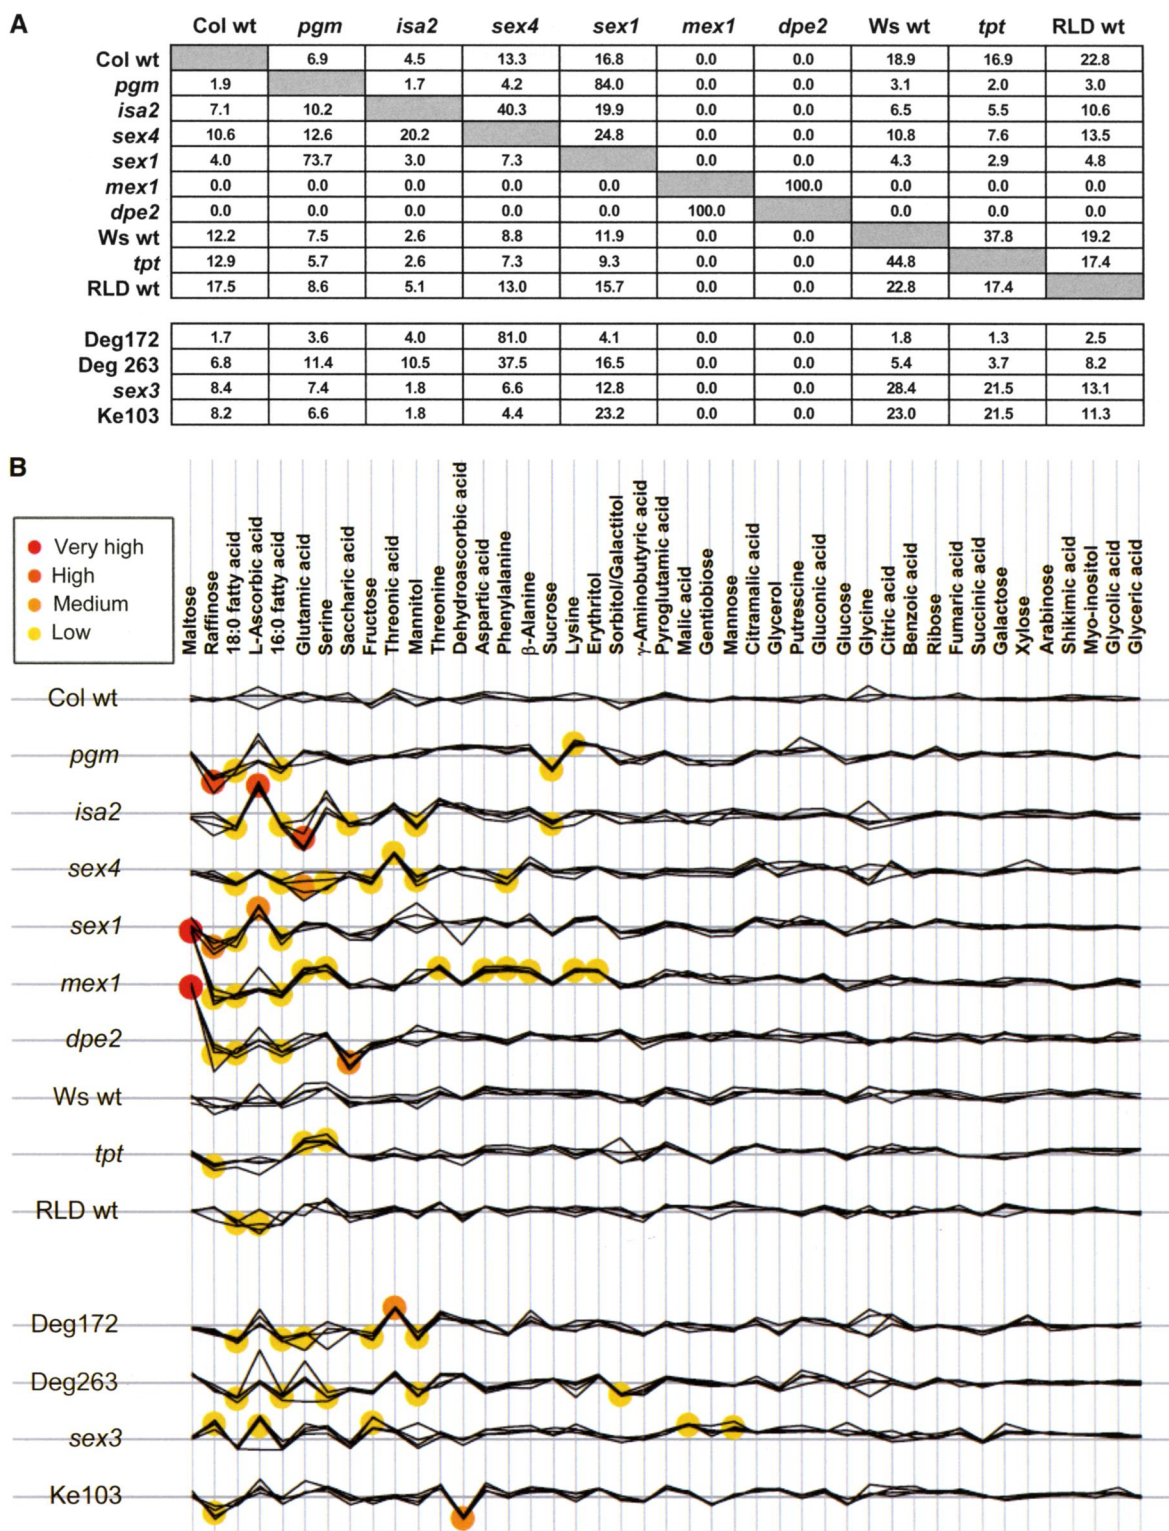 A
Col wt pgm isa2 sex4 sex1 mex1 dpe2 Ws wt tpt RLD wt
Col wt 6.9 4.5 13.3 16.8 0.0 0.0 18.9 16.9 22.8
pgm 1.9 1.7 4.2 84.0 0.0 0.0 3.1 2.0 3.0
isa2 7.1 10.2 40.3 19.9 0.0 0.0 6.5 5.5 10.6
sex4 10.6 12.6 20.2 24.8 0.0 0.0 10.8 7.6 13.5
sex1 4.0 73.7 3.0 7.3 0.0 0.0 4.3 2.9 4.8
mex1 0.0 0.0 0.0 0.0 0.0 100.0 0.0 0.0 0.0
dpe2 0.0 0.0 0.0 0.0 0.0 100.0 0.0 0.0 0.0
Ws wt 12.2 7.5 2.6 8.8 11.9 0.0 0.0 37.8 19.2
tpt 12.9 5.7 2.6 7.3 9.3 0.0 0.0 44.8 17.4
RLD wt 17.5 8.6 5.1 13.0 15.7 0.0 0.0 22.8 17.4
Deg172 1.7 3.6 4.0 81.0 4.1 0.0 0.0 1.8 1.3 2.5
Deg 263 6.8 11.4 10.5 37.5 16.5 0.0 0.0 5.4 3.7 8.2
sex3 8.4 7.4 1.8 6.6 12.8 0.0 0.0 28.4 21.5 13.1
Ke103 8.2 6.6 1.8 4.4 23.2 0.0 0.0 23.0 21.5 11.3
B
Very high
High
Medium
Low
Maltose
Raffinose
18:0 fatty acid
L-Ascorbic acid
16:0 fatty acid
Glutamic acid
Serine
Saccharic acid
Fructose
Threonic acid
Mannitol
Threonine
Dehydroascorbic acid
Aspartic acid
Phenylalanine
β-Alanine
Sucrose
Lysine
Erythritol
Sorbitol/Galactitol
γ-Aminobutyric acid
Pyroglutamic acid
Malic acid
Gentiobiose
Mannose
Citramalic acid
Glycerol
Putrescine
Gluconic acid
Glucose
Glycine
Citric acid
Benzoic acid
Ribose
Fumaric acid
Succinic acid
Galactose
Xylose
Arabinose
Shikimic acid
Myo-inositol
Glycolic acid
Glyceric acid
Col wt
pgm
isa2
sex4
sex1
mex1
dpe2
Ws wt
tpt
RLD wt
Deg172
Deg263
sex3
Ke103